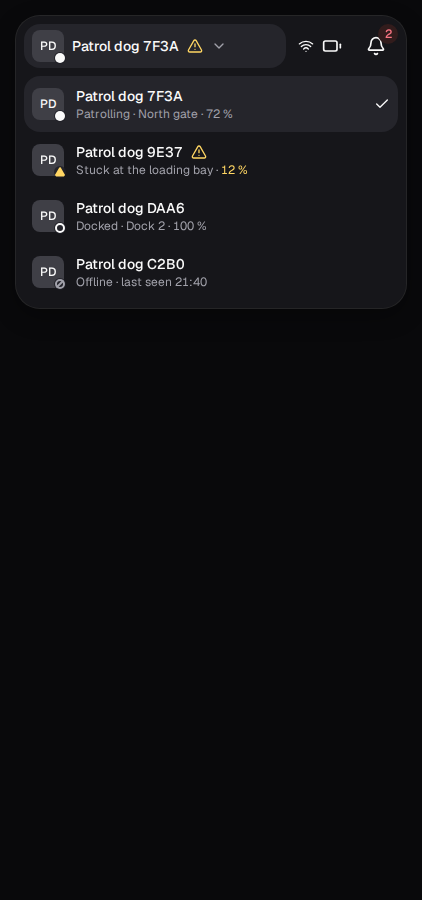 PD Patrol dog 7F3A 2
PD Patrol dog 7F3A
Patrolling · North gate · 72 %
PD Patrol dog 9E37
Stuck at the loading bay · 12 %
PD Patrol dog DAA6
Docked · Dock 2 · 100 %
PD Patrol dog C2B0
Offline · last seen 21:40